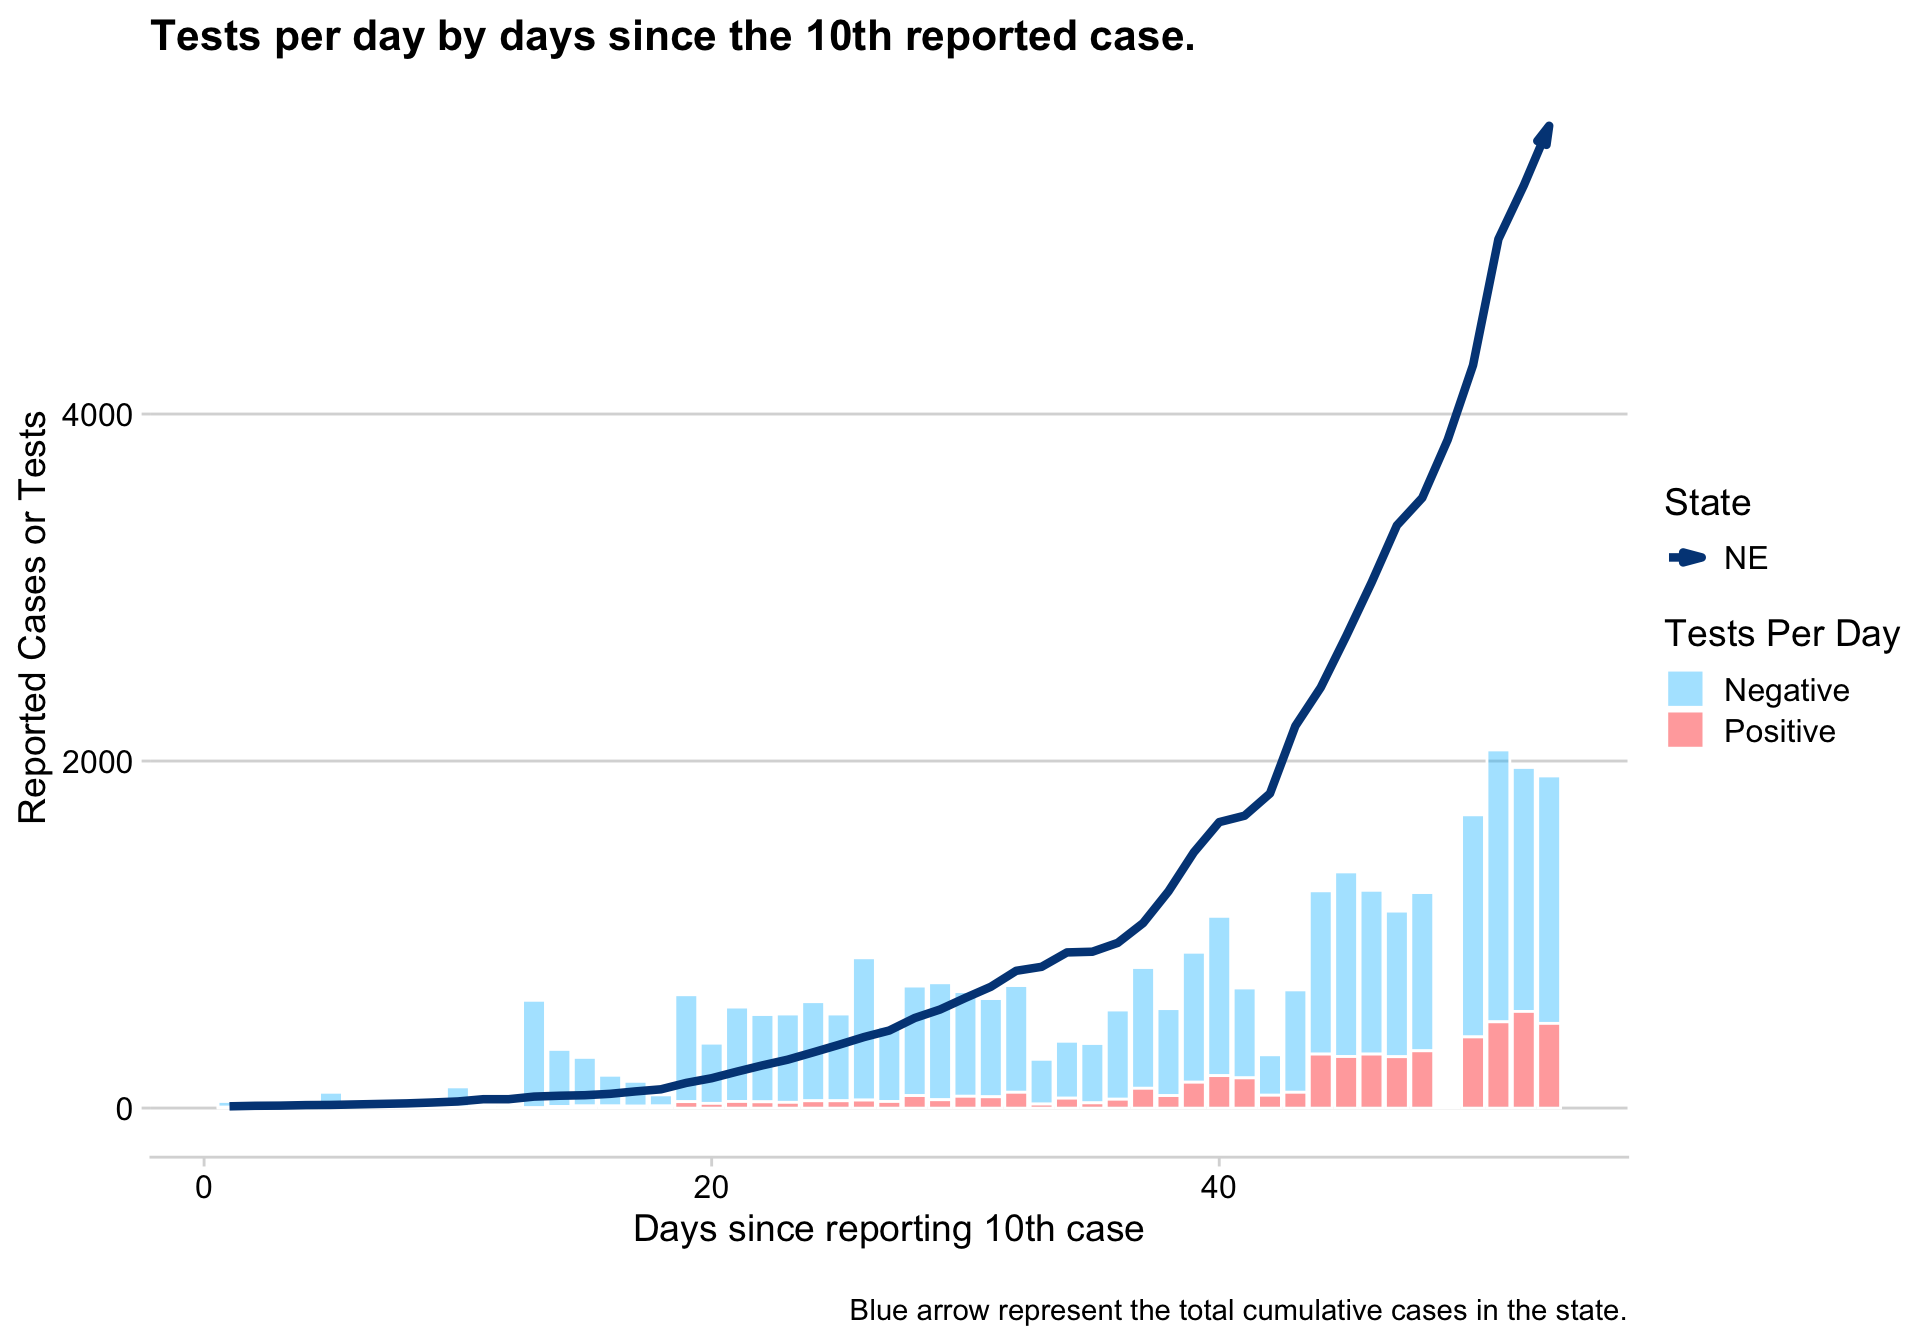 Tests per day by days since the 10th reported case.
Reported Cases or Tests
4000
2000
0
0
20
40
Days since reporting 10th case
State
NE
Tests Per Day
Negative
Positive
Blue arrow represent the total cumulative cases in the state.